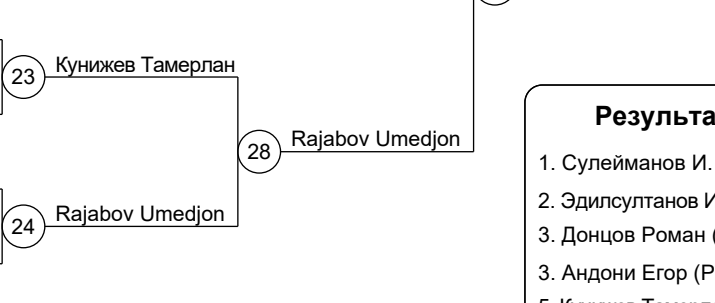 23
Кунижев Тамерлан
28
Rajabov Umedjon
24
Rajabov Umedjon
Результа
1. Сулейманов И.
2. Эдилсултанов И
3. Донцов Роман (
3. Андони Егор (Р